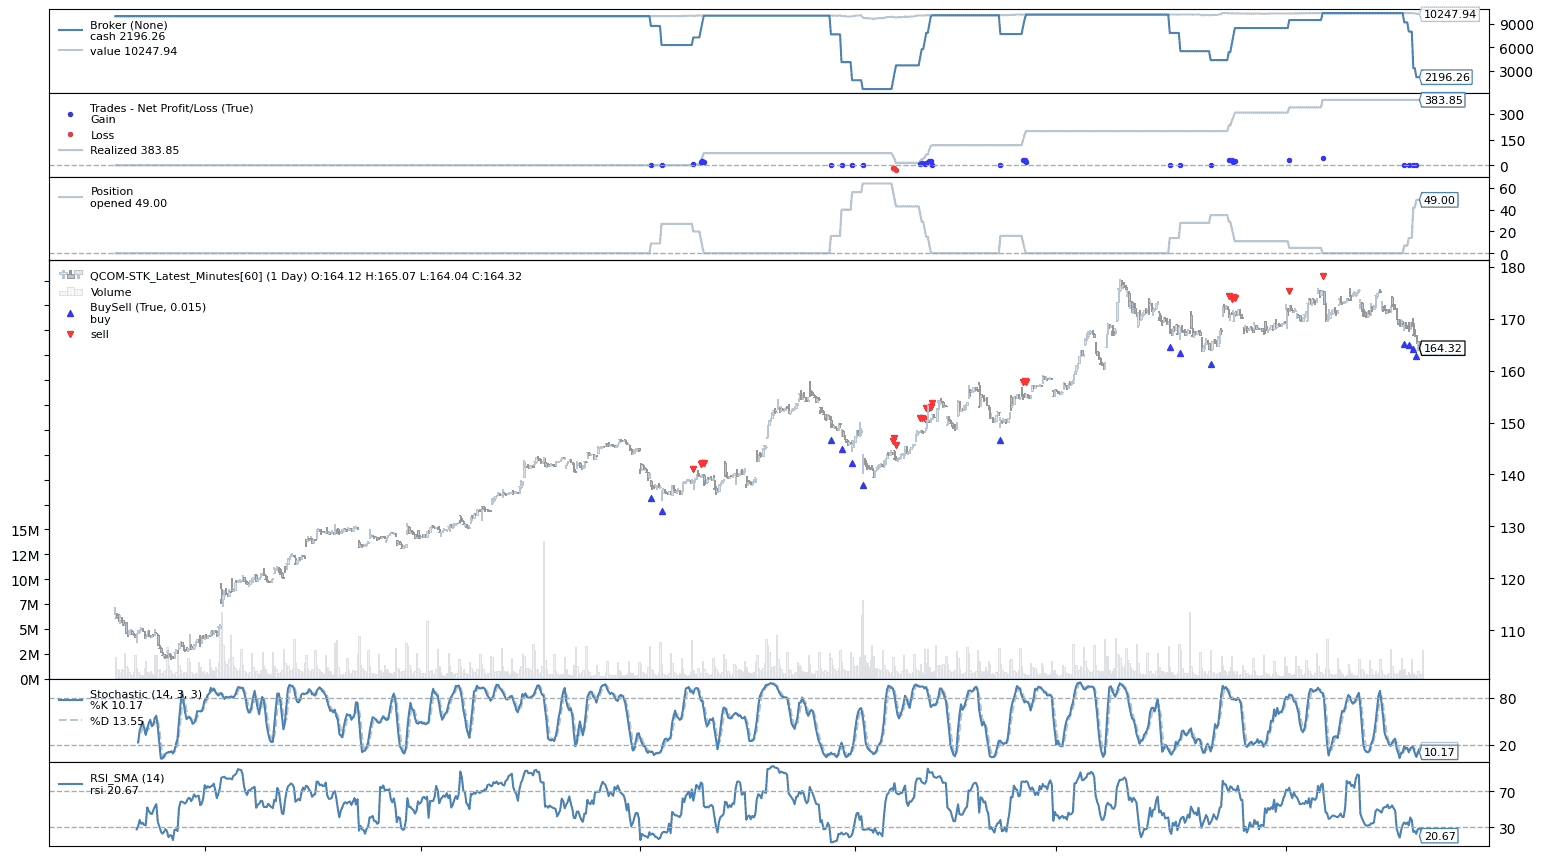 Broker (None)
cash 2196.26
value 10247.94
10247.94
9000
6000
3000
2196.26
Trades - Net Profit/Loss (True)
Gain
Loss
Realized 383.85
383.85
300
150
0
Position
opened 49.00
60
49.00
40
20
0
QCOM-STK_Latest_Minutes[60] (1 Day) O:164.12 H:165.07 L:164.04 C:164.32
Volume
BuySell (True, 0.015)
buy
sell
180
170
164.32
160
150
140
130
120
110
15M
12M
10M
7M
5M
2M
0M
Stochastic (14, 3, 3)
%K 10.17
%D 13.55
80
20
10.17
RSI_SMA (14)
rsi 20.67
70
30
20.67